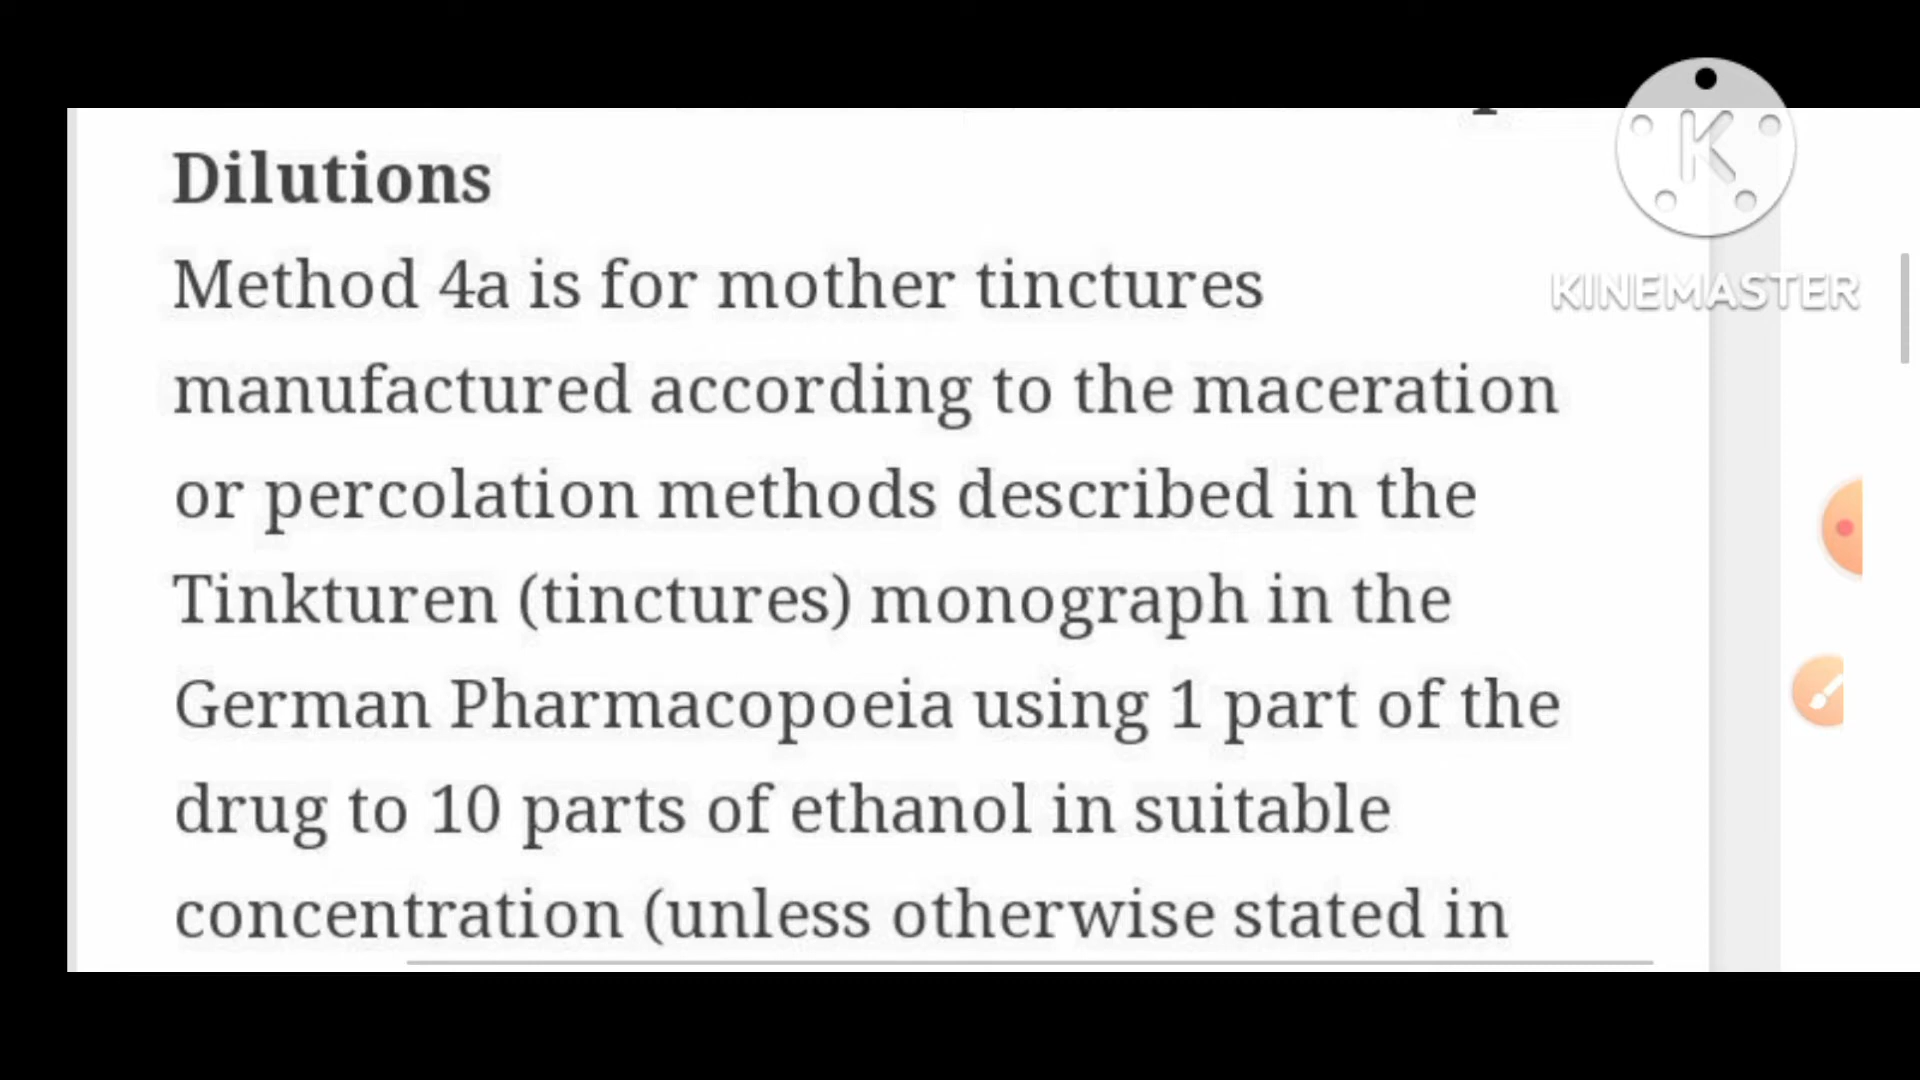 Dilutions
Method 4a is for mother tinctures
manufactured according to the maceration
or percolation methods described in the
Tinkturen (tinctures) monograph in the
German Pharmacopoeia using 1 part of the
drug to 10 parts of ethanol in suitable
concentration (unless otherwise stated in
K
KINEMASTER